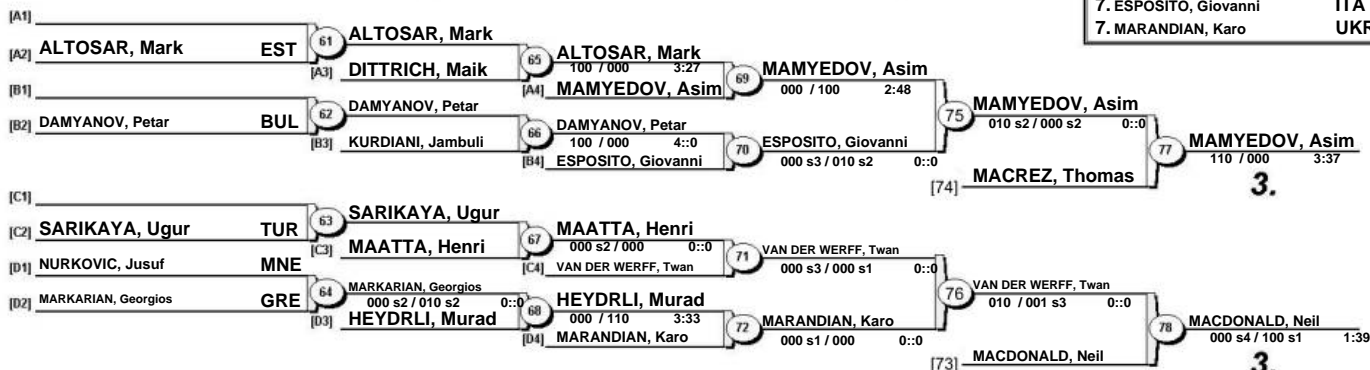 7. ESPOSITO, Giovanni ITA
7. MARANDIAN, Karo UKR
[A1]
[A2] ALTOSAR, Mark EST
61 ALTOSAR, Mark
[A3] DITTRICH, Maik
65 ALTOSAR, Mark
100 / 000 3:27
[A4] MAMYEDOV, Asim
69 MAMYEDOV, Asim
000 / 100 2:48
[B1]
[B2] DAMYANOV, Petar BUL
62 DAMYANOV, Petar
[B3] KURDIANI, Jambuli
66 DAMYANOV, Petar
100 / 000 4::0
[B4] ESPOSITO, Giovanni
70 ESPOSITO, Giovanni
000 s3 / 010 s2 0::0
75 MAMYEDOV, Asim
010 s2 / 000 s2 0::0
[74] MACREZ, Thomas
77 MAMYEDOV, Asim
110 / 000 3:37
3.
[C1]
[C2] SARIKAYA, Ugur TUR
63 SARIKAYA, Ugur
[C3] MAATTA, Henri
67 MAATTA, Henri
000 s2 / 000 0::0
[C4] VAN DER WERFF, Twan
71 VAN DER WERFF, Twan
000 s3 / 000 s1 0::0
[D1] NURKOVIC, Jusuf MNE
[D2] MARKARIAN, Georgios GRE
64 MARKARIAN, Georgios
000 s2 / 010 s2 0::0
[D3] HEYDRLI, Murad
68 HEYDRLI, Murad
000 / 110 3:33
[D4] MARANDIAN, Karo
72 MARANDIAN, Karo
000 s1 / 000 0::0
76 VAN DER WERFF, Twan
010 / 001 s3 0::0
[73] MACDONALD, Neil
78 MACDONALD, Neil
000 s4 / 100 s1 1:39
3.